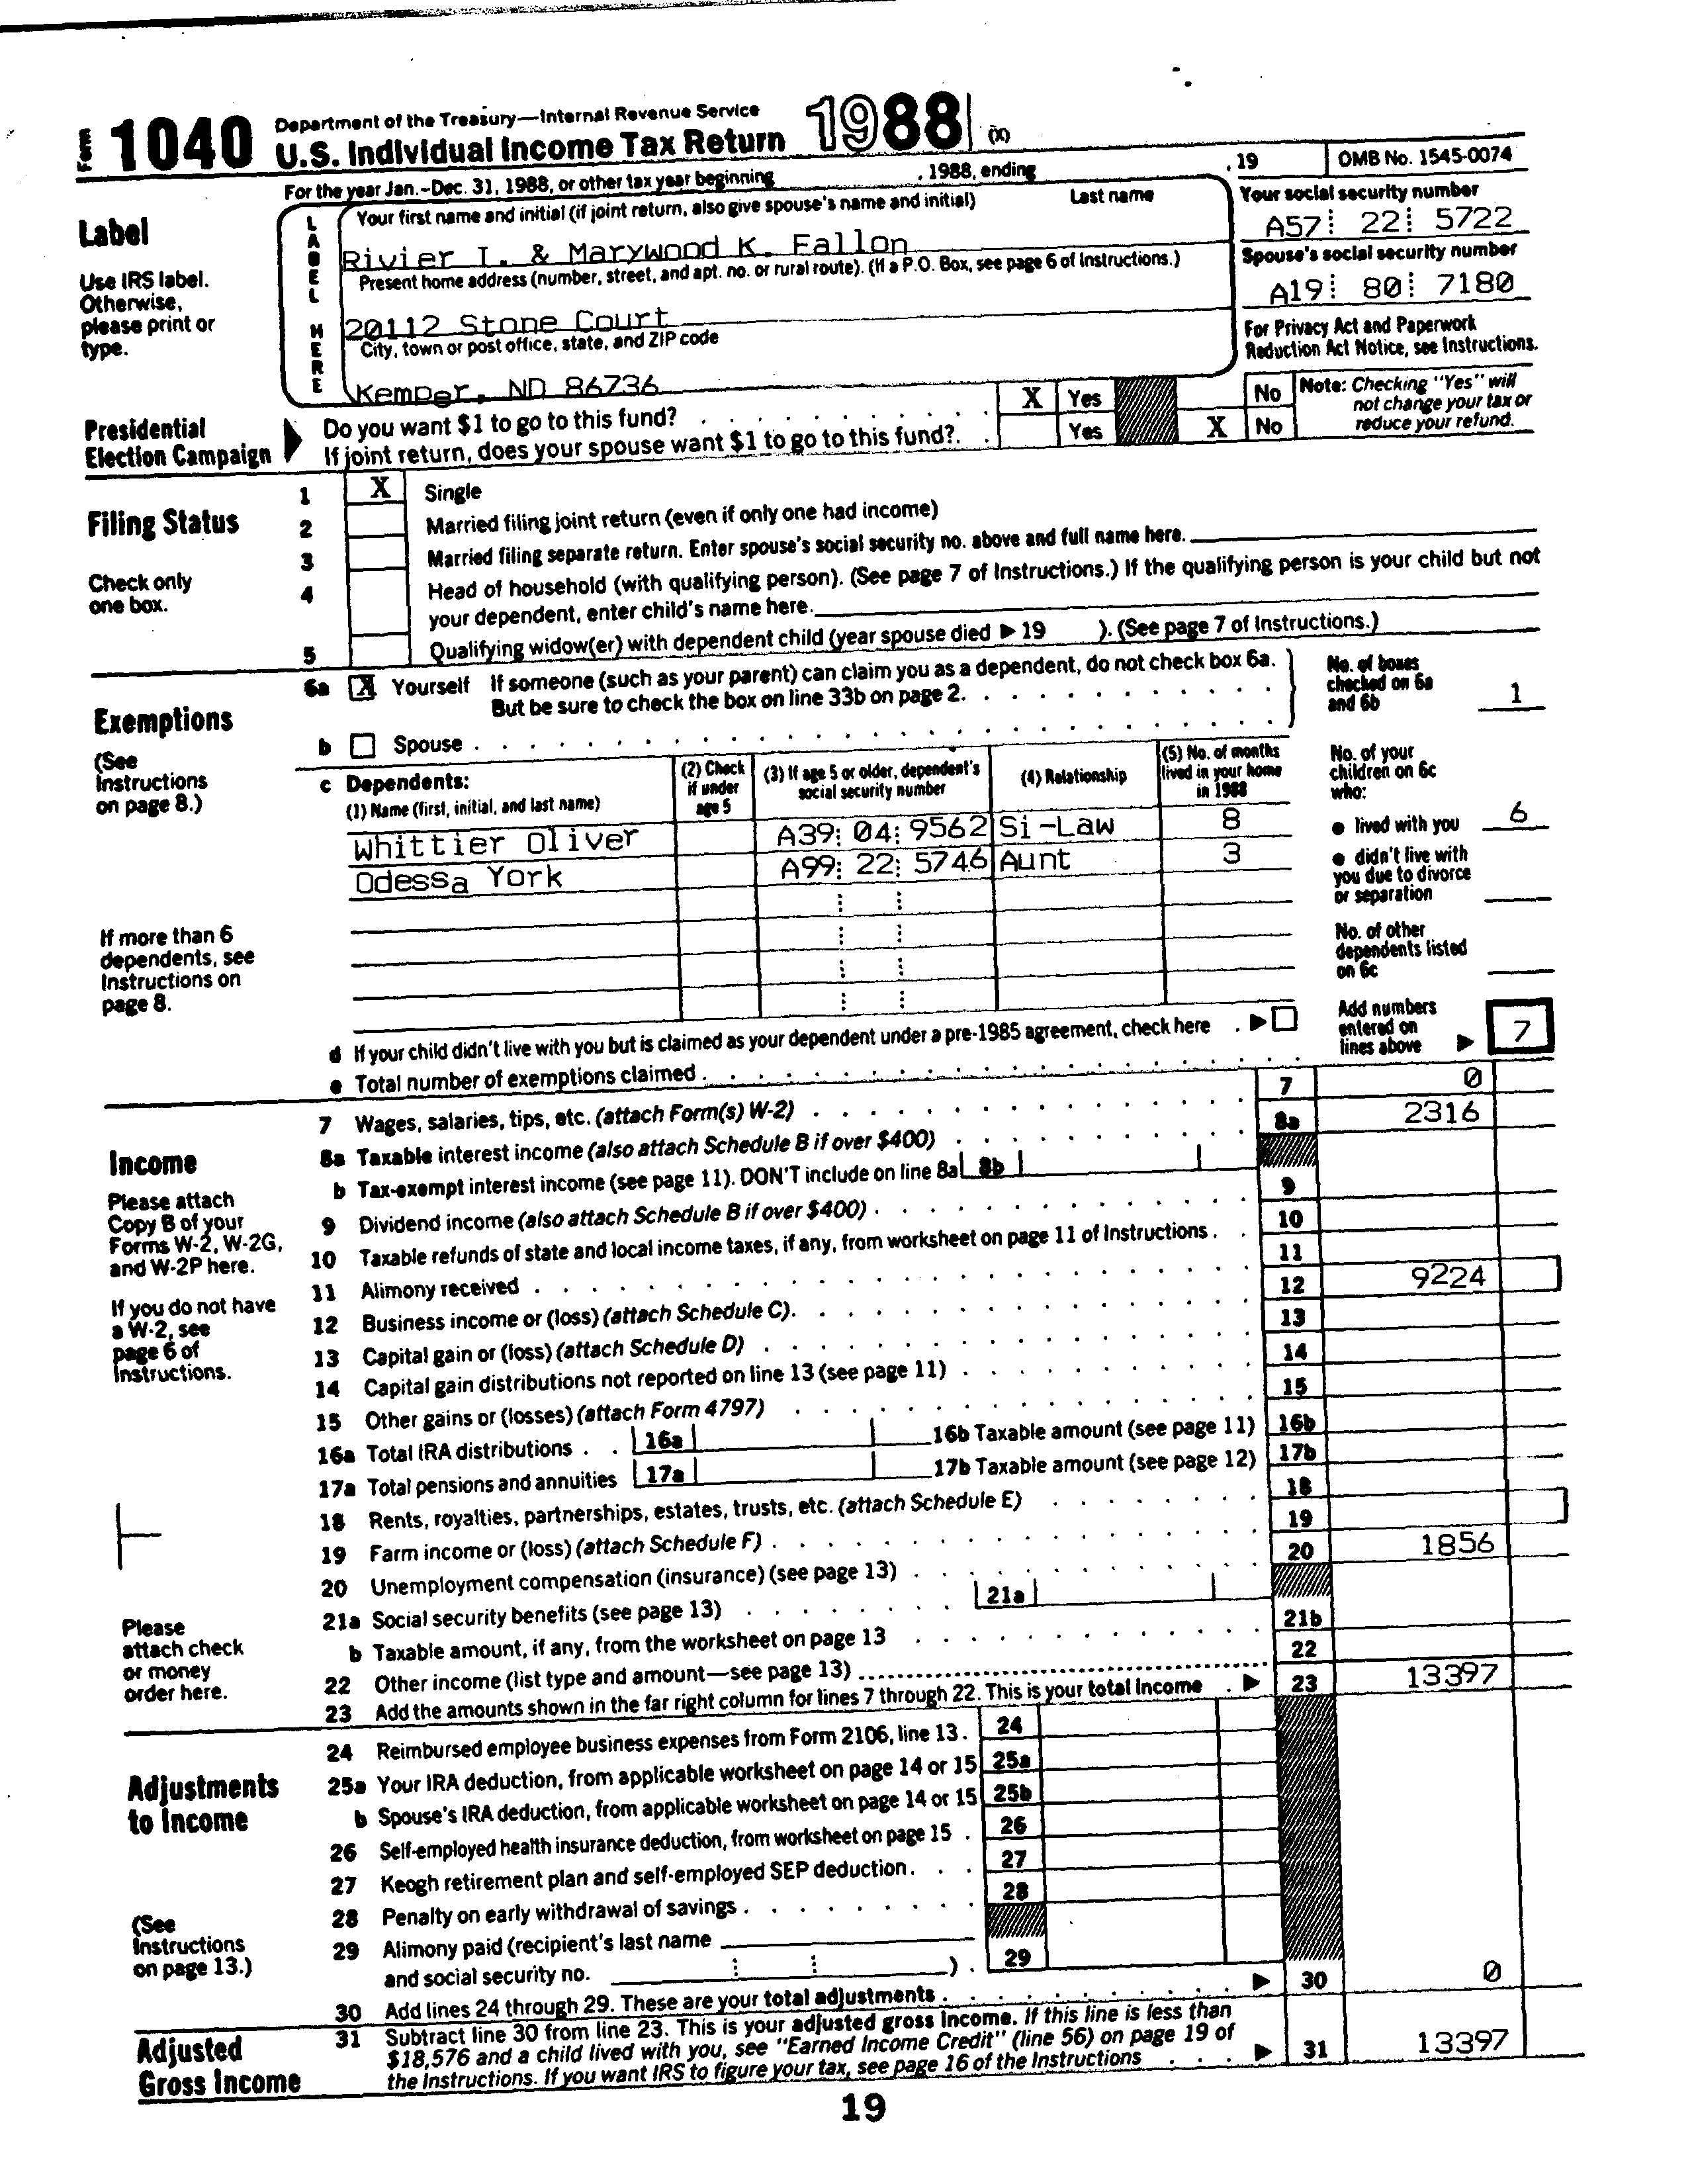 Form 1040 Department of the Treasury—Internal Revenue Service
U.S. Individual Income Tax Return 1988 (X)
For the year Jan.-Dec. 31, 1988, or other tax year beginning , 1988, ending , 19 OMB No. 1545-0074
Label
Use IRS label.
Otherwise,
please print or
type.
LABEL HERE
Your first name and initial (if joint return, also give spouse's name and initial) Last name
Rivier I. & Marywood K. Fallon
Your social security number
A57 22 5722
Present home address (number, street, and apt. no. or rural route). (If a P.O. Box, see page 6 of Instructions.)
20112 Stone Court
Spouse's social security number
A19 80 7180
City, town or post office, state, and ZIP code
Kemper, ND 86736
For Privacy Act and Paperwork
Reduction Act Notice, see Instructions.
Presidential
Election Campaign
Do you want $1 to go to this fund? . . . . . . . . . X Yes No
If joint return, does your spouse want $1 to go to this fund?. . Yes X No
Note: Checking "Yes" will
not change your tax or
reduce your refund.
Filing Status
Check only
one box.
1 X Single
2 Married filing joint return (even if only one had income)
3 Married filing separate return. Enter spouse's social security no. above and full name here.
4 Head of household (with qualifying person). (See page 7 of Instructions.) If the qualifying person is your child but not
your dependent, enter child's name here.
5 Qualifying widow(er) with dependent child (year spouse died ▶ 19 ). (See page 7 of Instructions.)
Exemptions
(See
Instructions
on page 8.)
If more than 6
dependents, see
Instructions on
page 8.
6a X Yourself If someone (such as your parent) can claim you as a dependent, do not check box 6a.
But be sure to check the box on line 33b on page 2.
b Spouse
No. of boxes
checked on 6a
and 6b 1
c Dependents:
(1) Name (first, initial, and last name)
(2) Check
if under
age 5
(3) If age 5 or older, dependent's
social security number
(4) Relationship
(5) No. of months
lived in your home
in 1988
Whittier Oliver A39 04 9562 Si-Law 8
Odessa York A99 22 5746 Aunt 3
No. of your
children on 6c
who:
● lived with you 6
● didn't live with
you due to divorce
or separation
No. of other
dependents listed
on 6c
d If your child didn't live with you but is claimed as your dependent under a pre-1985 agreement, check here . ▶
e Total number of exemptions claimed
Add numbers
entered on
lines above ▶ 7
Income
Please attach
Copy B of your
Forms W-2, W-2G,
and W-2P here.
If you do not have
a W-2, see
page 6 of
Instructions.
Please
attach check
or money
order here.
7 Wages, salaries, tips, etc. (attach Form(s) W-2) 7 0
8a Taxable interest income (also attach Schedule B if over $400) 8a 2316
b Tax-exempt interest income (see page 11). DON'T include on line 8a 8b
9 Dividend income (also attach Schedule B if over $400) 9
10 Taxable refunds of state and local income taxes, if any, from worksheet on page 11 of Instructions 10
11 Alimony received 11
12 Business income or (loss) (attach Schedule C). 12 9224
13 Capital gain or (loss) (attach Schedule D) 13
14 Capital gain distributions not reported on line 13 (see page 11) 14
15 Other gains or (losses) (attach Form 4797) 15
16a Total IRA distributions 16a 16b Taxable amount (see page 11) 16b
17a Total pensions and annuities 17a 17b Taxable amount (see page 12) 17b
18 Rents, royalties, partnerships, estates, trusts, etc. (attach Schedule E) 18
19 Farm income or (loss) (attach Schedule F) 19
20 Unemployment compensation (insurance) (see page 13) 20 1856
21a Social security benefits (see page 13) 21a
b Taxable amount, if any, from the worksheet on page 13 21b
22 Other income (list type and amount—see page 13) 22
23 Add the amounts shown in the far right column for lines 7 through 22. This is your total income . ▶ 23 13397
Adjustments
to Income
(See
Instructions
on page 13.)
24 Reimbursed employee business expenses from Form 2106, line 13. 24
25a Your IRA deduction, from applicable worksheet on page 14 or 15 25a
b Spouse's IRA deduction, from applicable worksheet on page 14 or 15 25b
26 Self-employed health insurance deduction, from worksheet on page 15 . 26
27 Keogh retirement plan and self-employed SEP deduction. 27
28 Penalty on early withdrawal of savings 28
29 Alimony paid (recipient's last name
and social security no. ). 29
30 Add lines 24 through 29. These are your total adjustments ▶ 30 0
Adjusted
Gross Income
31 Subtract line 30 from line 23. This is your adjusted gross income. If this line is less than
$18,576 and a child lived with you, see "Earned Income Credit" (line 56) on page 19 of
the Instructions. If you want IRS to figure your tax, see page 16 of the Instructions ▶ 31 13397
19